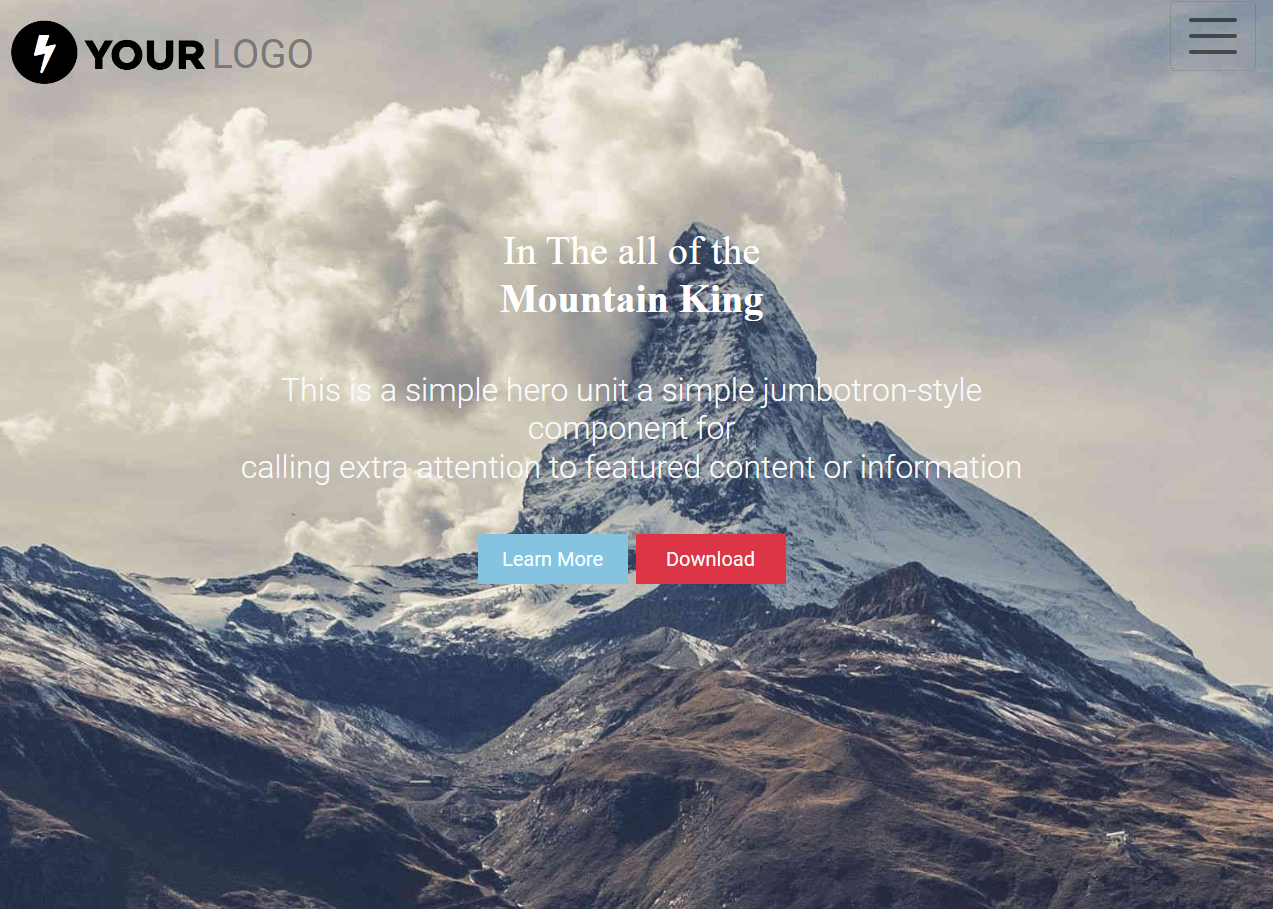 YOUR LOGO
In The all of the
Mountain King
This is a simple hero unit a simple jumbotron-style
component for
calling extra attention to featured content or information
Learn More
Download